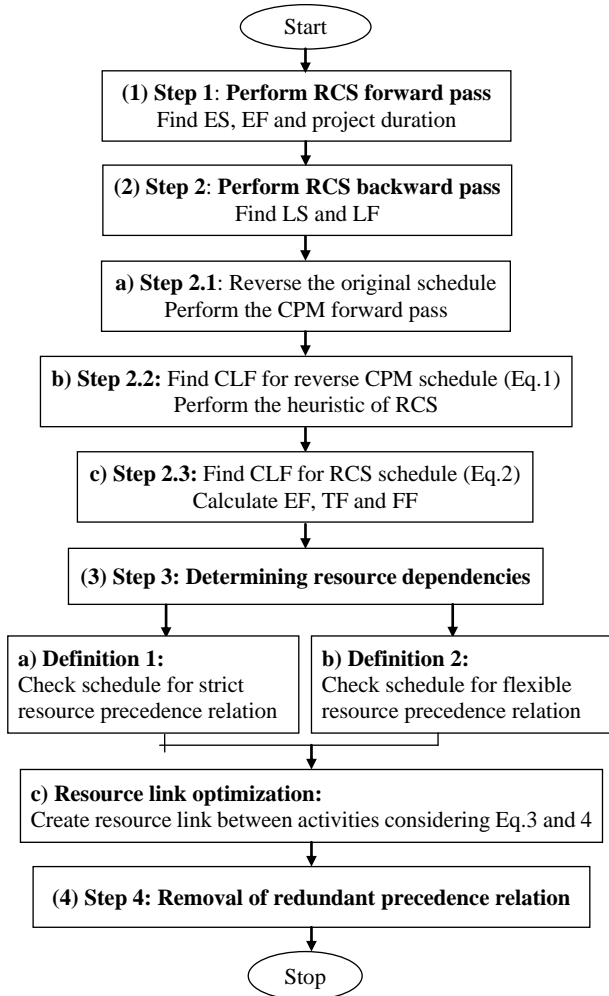 Start
(1) Step 1: Perform RCS forward pass
Find ES, EF and project duration
(2) Step 2: Perform RCS backward pass
Find LS and LF
a) Step 2.1: Reverse the original schedule
Perform the CPM forward pass
b) Step 2.2: Find CLF for reverse CPM schedule (Eq.1)
Perform the heuristic of RCS
c) Step 2.3: Find CLF for RCS schedule (Eq.2)
Calculate EF, TF and FF
(3) Step 3: Determining resource dependencies
a) Definition 1:
Check schedule for strict
resource precedence relation
b) Definition 2:
Check schedule for flexible
resource precedence relation
c) Resource link optimization:
Create resource link between activities considering Eq.3 and 4
(4) Step 4: Removal of redundant precedence relation
Stop